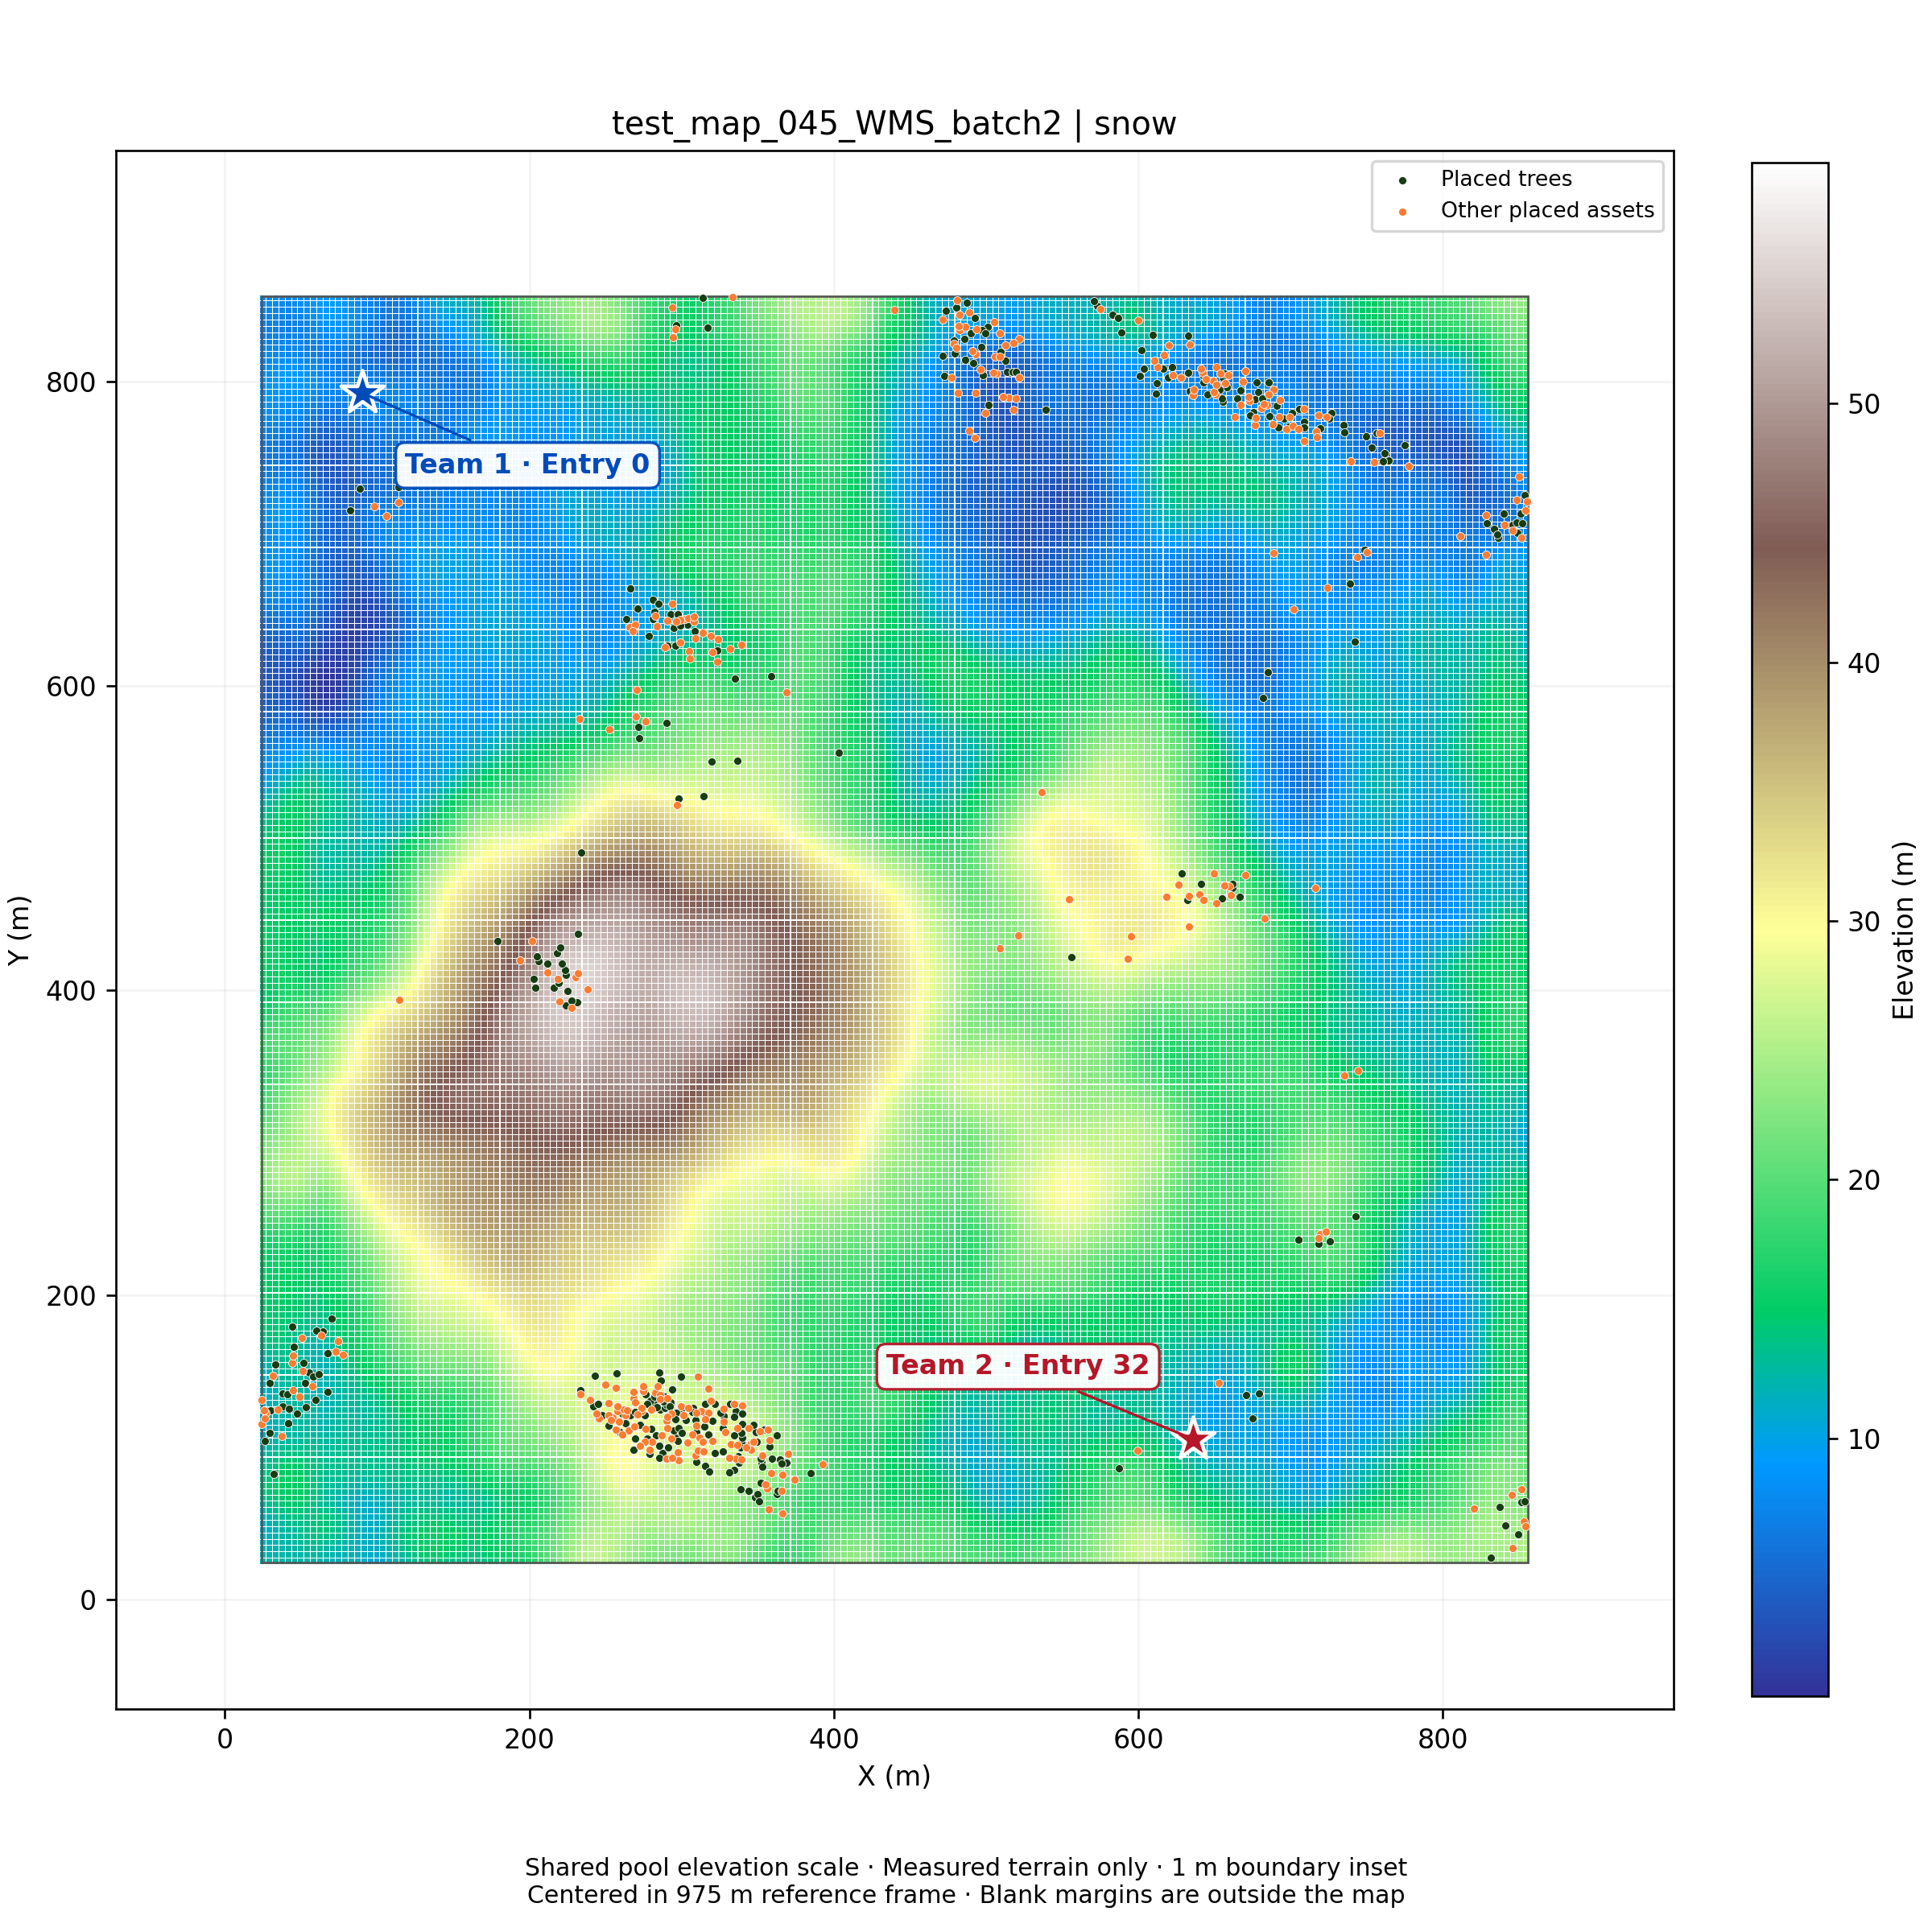 test_map_045_WMS_batch2 | snow
Placed trees
Other placed assets
800
600
400
200
0
Y (m)
Team 1 · Entry 0
Team 2 · Entry 32
0
200
400
600
800
X (m)
50
40
30
20
10
Elevation (m)
Shared pool elevation scale · Measured terrain only · 1 m boundary inset
Centered in 975 m reference frame · Blank margins are outside the map